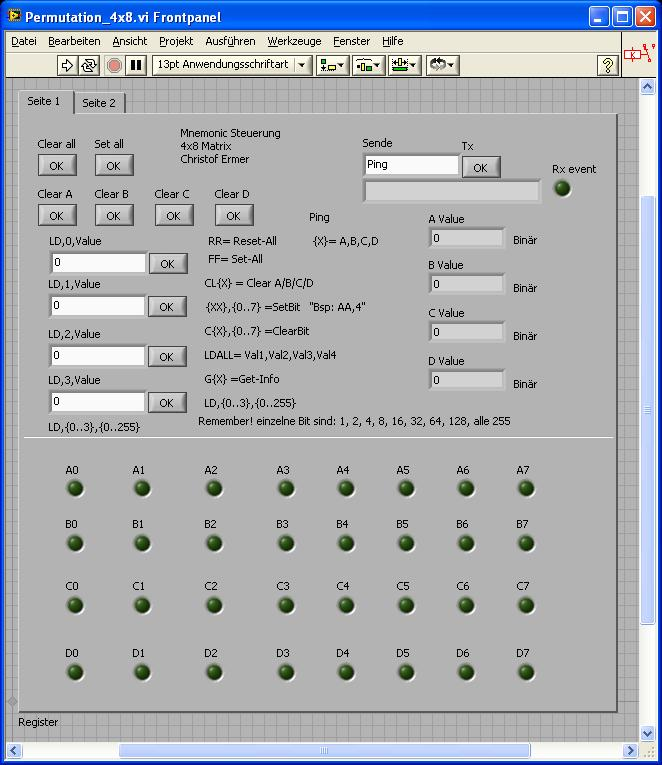 Permutation_4x8.vi Frontpanel
Datei Bearbeiten Ansicht Projekt Ausführen Werkzeuge Fenster Hilfe
13pt Anwendungsschriftart
?
Seite 1 Seite 2
Clear all Set all
OK OK
Mnemonic Steuerung
4x8 Matrix
Christof Ermer
Sende Tx
Ping OK
Rx event
Clear A Clear B Clear C Clear D
OK OK OK OK
Ping
LD,0,Value
0 OK
LD,1,Value
0 OK
LD,2,Value
0 OK
LD,3,Value
0 OK
LD,{0..3},{0..255}
RR= Reset-All {X}= A,B,C,D
FF= Set-All
CL{X} = Clear A/B/C/D
{XX},{0..7} =SetBit "Bsp: AA,4"
C{X},{0..7} =ClearBit
LDALL= Val1,Val2,Val3,Val4
G{X} =Get-Info
LD,{0..3},{0..255}
Remember! einzelne Bit sind: 1, 2, 4, 8, 16, 32, 64, 128, alle 255
A Value
0 Binär
B Value
0 Binär
C Value
0 Binär
D Value
0 Binär
A0 A1 A2 A3 A4 A5 A6 A7
B0 B1 B2 B3 B4 B5 B6 B7
C0 C1 C2 C3 C4 C5 C6 C7
D0 D1 D2 D3 D4 D5 D6 D7
Register